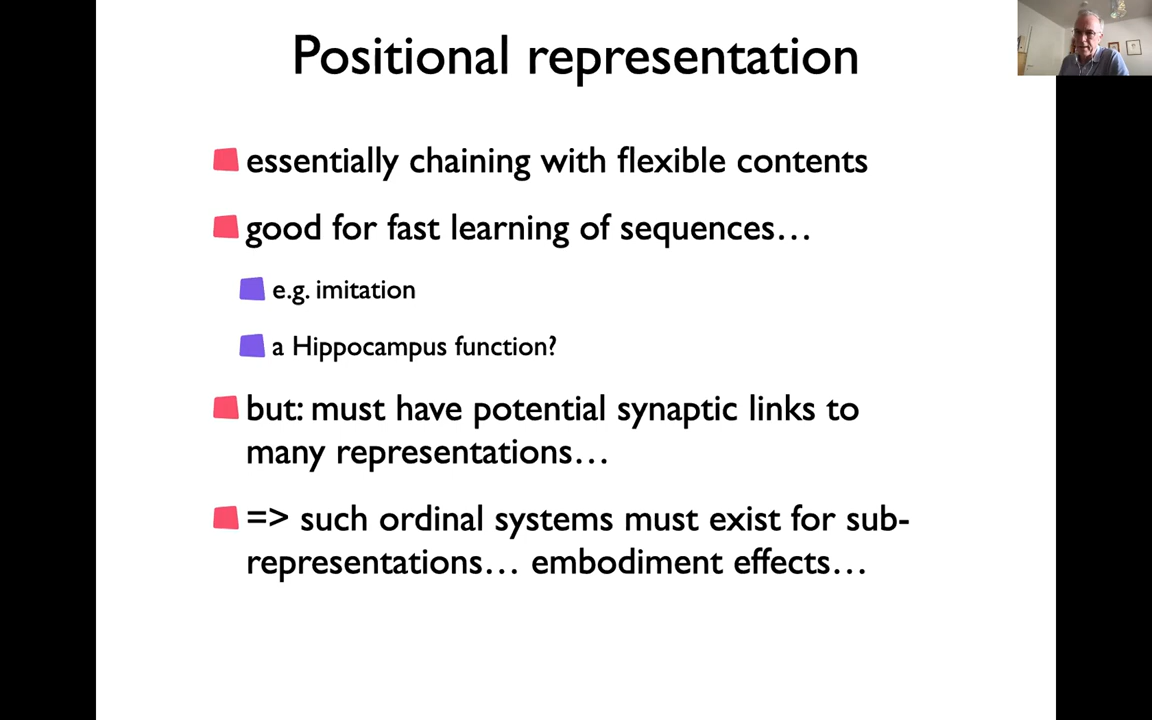 Positional representation
essentially chaining with flexible contents
good for fast learning of sequences…
e.g. imitation
a Hippocampus function?
but: must have potential synaptic links to
many representations…
=> such ordinal systems must exist for sub-
representations… embodiment effects…